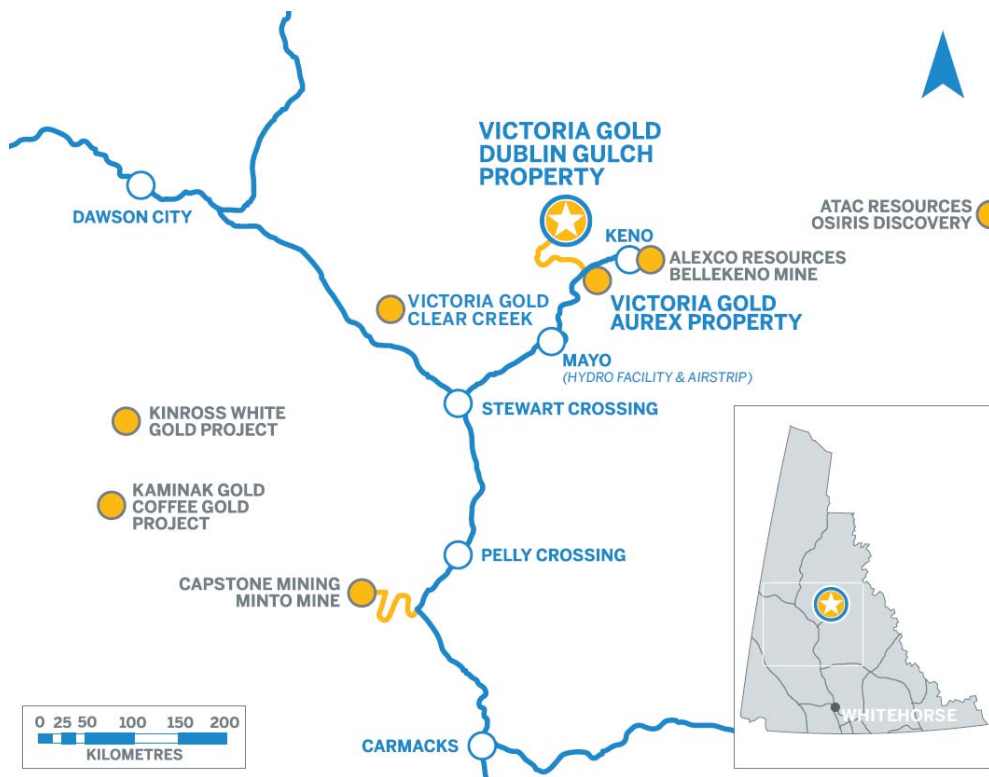 VICTORIA GOLD
DUBLIN GULCH
PROPERTY
DAWSON CITY
ATAC RESOURCES
OSIRIS DISCOVERY
KENO
ALEXCO RESOURCES
BELLEKENO MINE
VICTORIA GOLD
CLEAR CREEK
VICTORIA GOLD
AUREX PROPERTY
MAYO
(HYDRO FACILITY & AIRSTRIP)
STEWART CROSSING
KINROSS WHITE
GOLD PROJECT
KAMINAK GOLD
COFFEE GOLD
PROJECT
PELLY CROSSING
CAPSTONE MINING
MINTO MINE
WHITEHORSE
0 25 50 100 150 200
KILOMETRES
CARMACKS